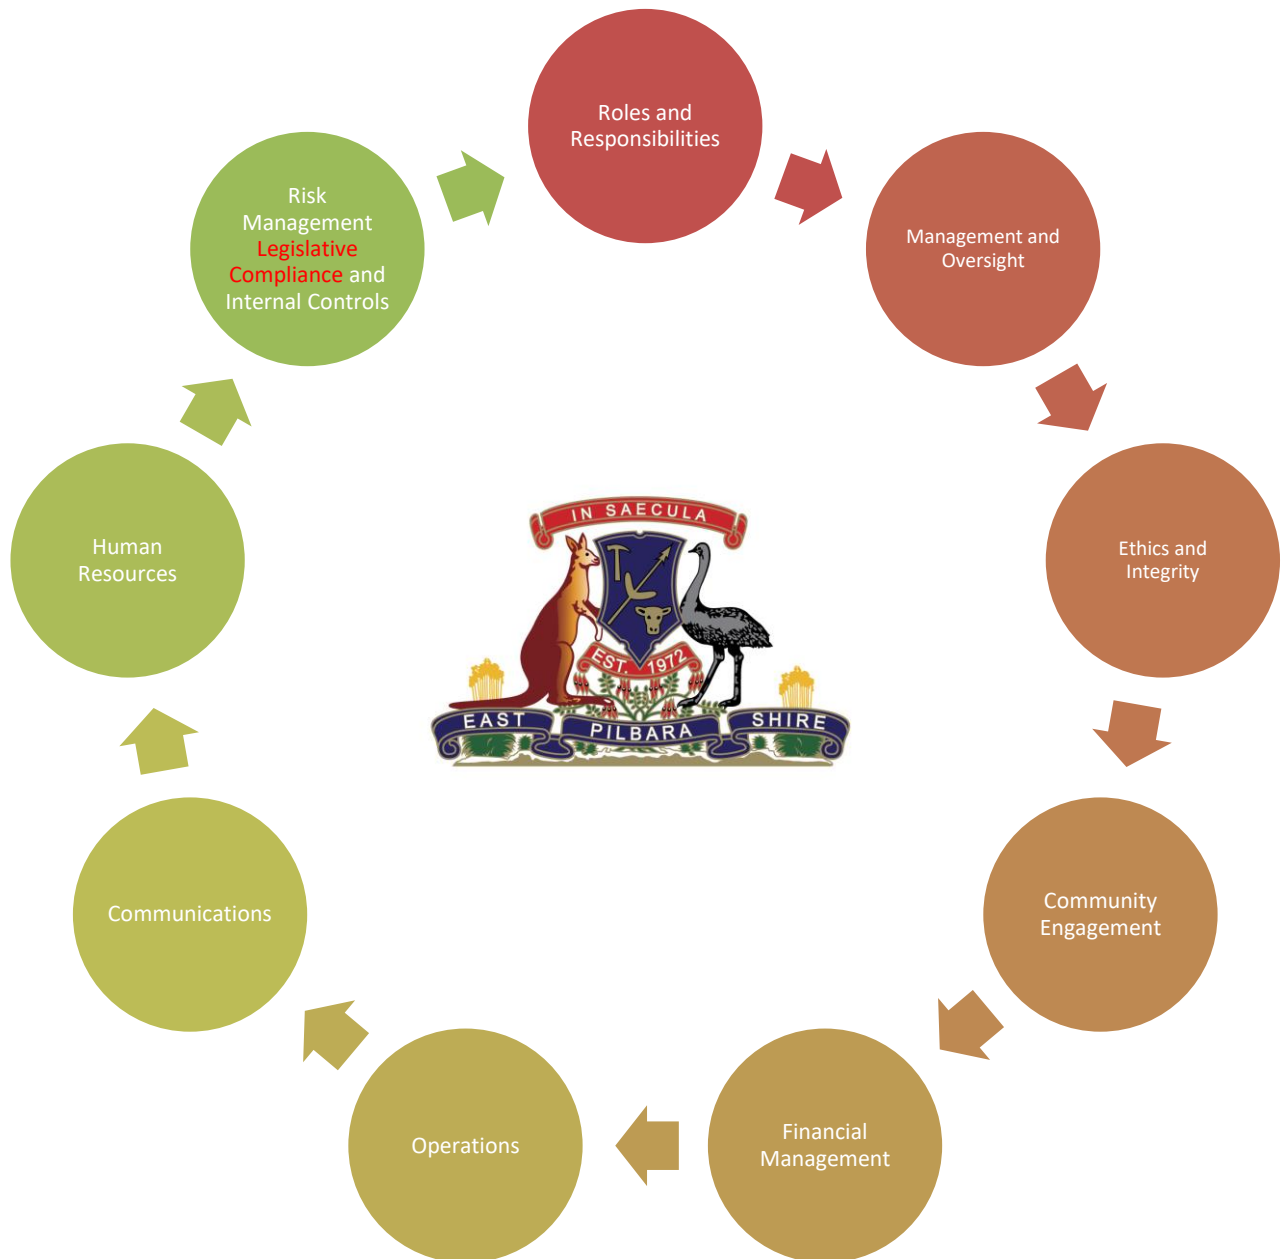 Roles and
Responsibilities
Management and
Oversight
Ethics and
Integrity
Community
Engagement
Financial
Management
Operations
Communications
Human
Resources
Risk
Management
Legislative
Compliance and
Internal Controls
IN SAECULA
EST. 1972
EAST PILBARA SHIRE